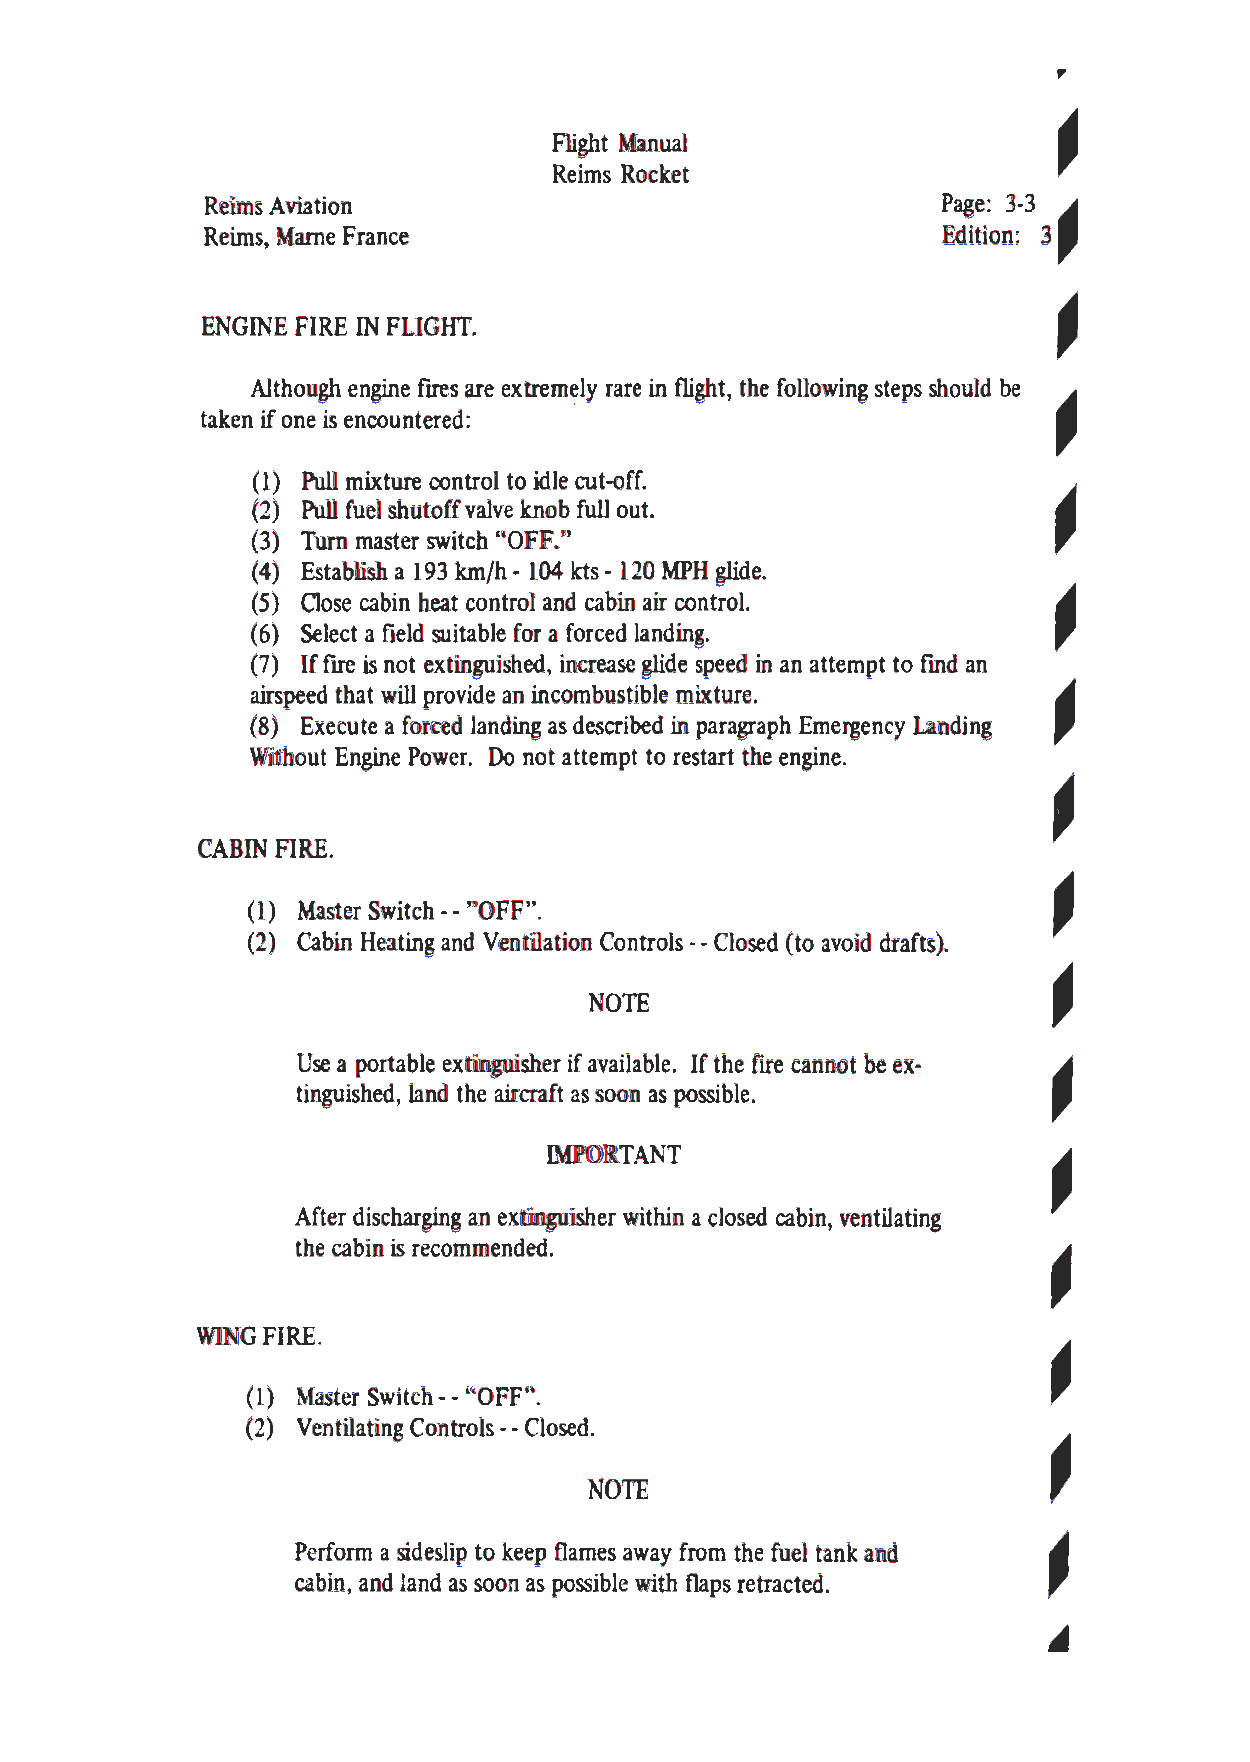 Flight Manual
Reims Rocket
Reims Aviation Page: 3-3
Reims, Marne France Edition: 3
ENGINE FIRE IN FLIGHT.
Although engine fires are extremely rare in flight, the following steps should be
taken if one is encountered:
(1) Pull mixture control to idle cut-off.
(2) Pull fuel shutoff valve knob full out.
(3) Turn master switch “OFF.”
(4) Establish a 193 km/h - 104 kts - 120 MPH glide.
(5) Close cabin heat control and cabin air control.
(6) Select a field suitable for a forced landing.
(7) If fire is not extinguished, increase glide speed in an attempt to find an
airspeed that will provide an incombustible mixture.
(8) Execute a forced landing as described in paragraph Emergency Landing
Without Engine Power. Do not attempt to restart the engine.
CABIN FIRE.
(1) Master Switch -- ”OFF”.
(2) Cabin Heating and Ventilation Controls -- Closed (to avoid drafts).
NOTE
Use a portable extinguisher if available. If the fire cannot be ex-
tinguished, land the aircraft as soon as possible.
IMPORTANT
After discharging an extinguisher within a closed cabin, ventilating
the cabin is recommended.
WING FIRE.
(1) Master Switch -- “OFF”.
(2) Ventilating Controls -- Closed.
NOTE
Perform a sideslip to keep flames away from the fuel tank and
cabin, and land as soon as possible with flaps retracted.